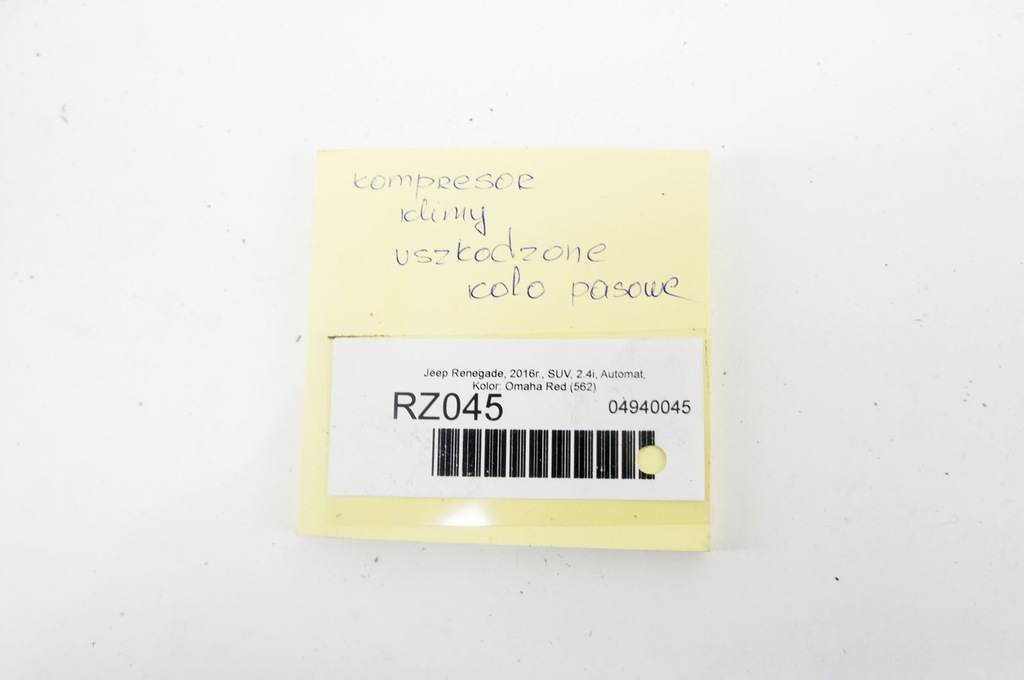 kompresor
klimy
uszkodzone
koło pasowe
Jeep Renegade, 2016r., SUV, 2.4i, Automat,
Kolor: Omaha Red (562)
RZ045 04940045